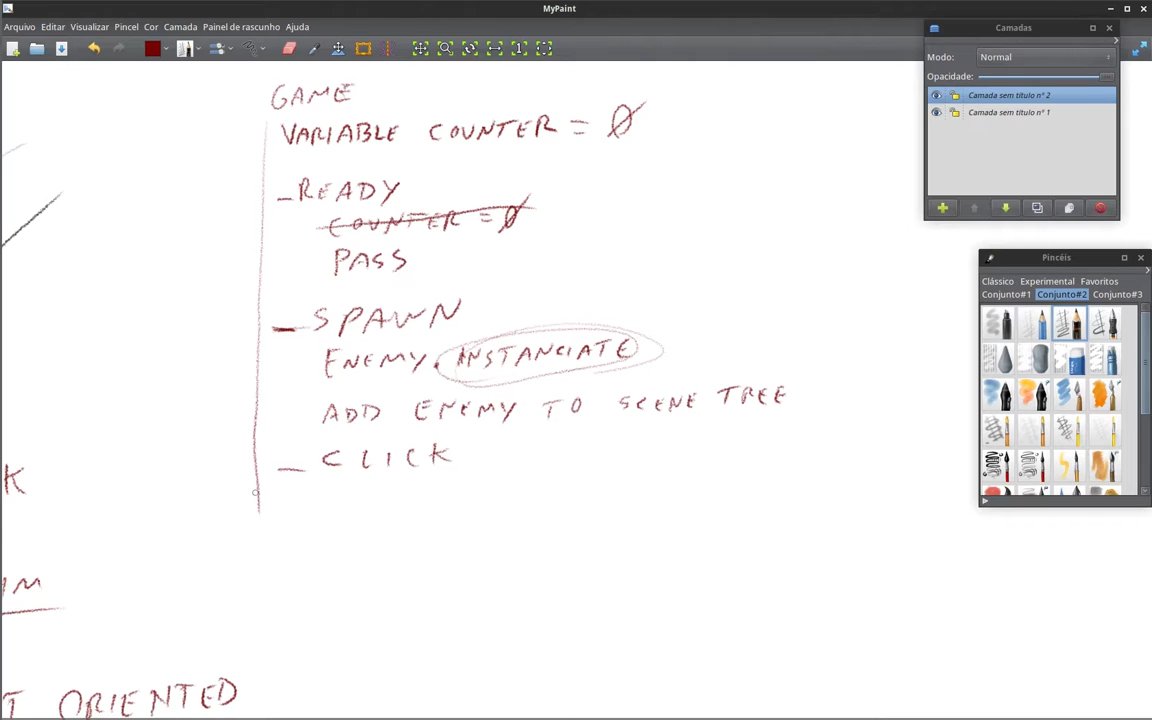 MyPaint
Arquivo Editar Visualizar Pincel Cor Camada Painel de rascunho Ajuda
GAME
VARIABLE COUNTER = 0
_READY
COUNTER = 0
PASS
_SPAWN
ENEMY.INSTANCIATE
ADD ENEMY TO SCENE TREE
_CLICK
K
IM
T ORIENTED
Camadas
Modo: Normal
Opacidade:
Camada sem título nº 2
Camada sem título nº 1
Pincéis
Clássico Experimental Favoritos
Conjunto#1 Conjunto#2 Conjunto#3